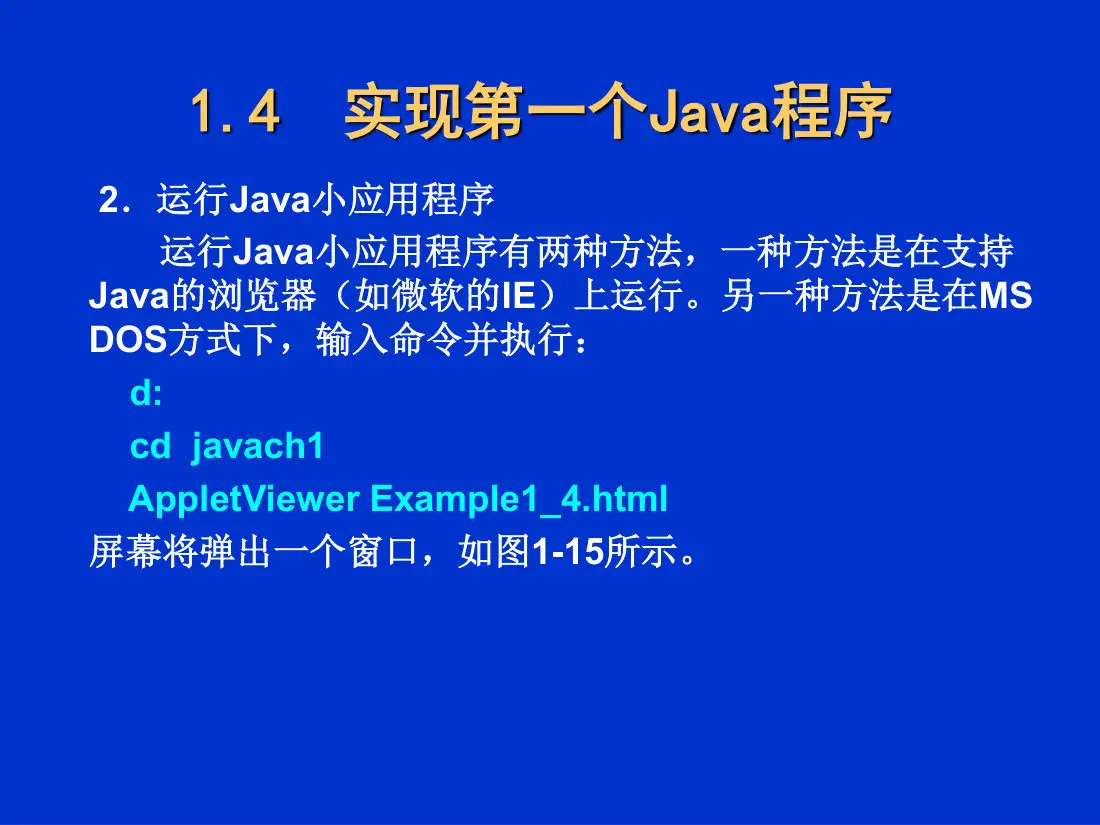 1.4 实现第一个Java程序
2．运行Java小应用程序
运行Java小应用程序有两种方法，一种方法是在支持
Java的浏览器（如微软的IE）上运行。另一种方法是在MS
DOS方式下，输入命令并执行：
d:
cd javach1
AppletViewer Example1_4.html
屏幕将弹出一个窗口，如图1-15所示。